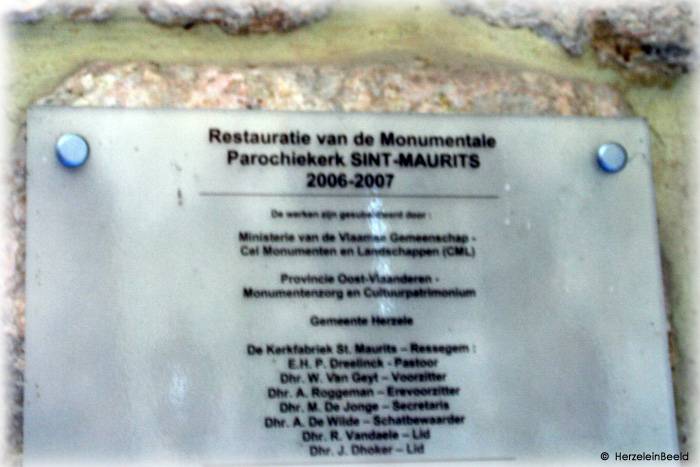 Restauratie van de Monumentale
Parochiekerk SINT-MAURITS
2006-2007
De werken zijn gesubsidieerd door :
Ministerie van de Vlaamse Gemeenschap -
Cel Monumenten en Landschappen (CML)
Provincie Oost-Vlaanderen -
Monumentenzorg en Cultuurpatrimonium
Gemeente Herzele
De Kerkfabriek St. Maurits – Ressegem :
E.H. P. Dreelinck - Pastoor
Dhr. W. Van Geyt – Voorzitter
Dhr. A. Roggeman – Erevoorzitter
Dhr. M. De Jonge – Secretaris
Dhr. A. De Wilde – Schatbewaarder
Dhr. R. Vandaele – Lid
Dhr. J. Dhoker – Lid
© HerzeleinBeeld